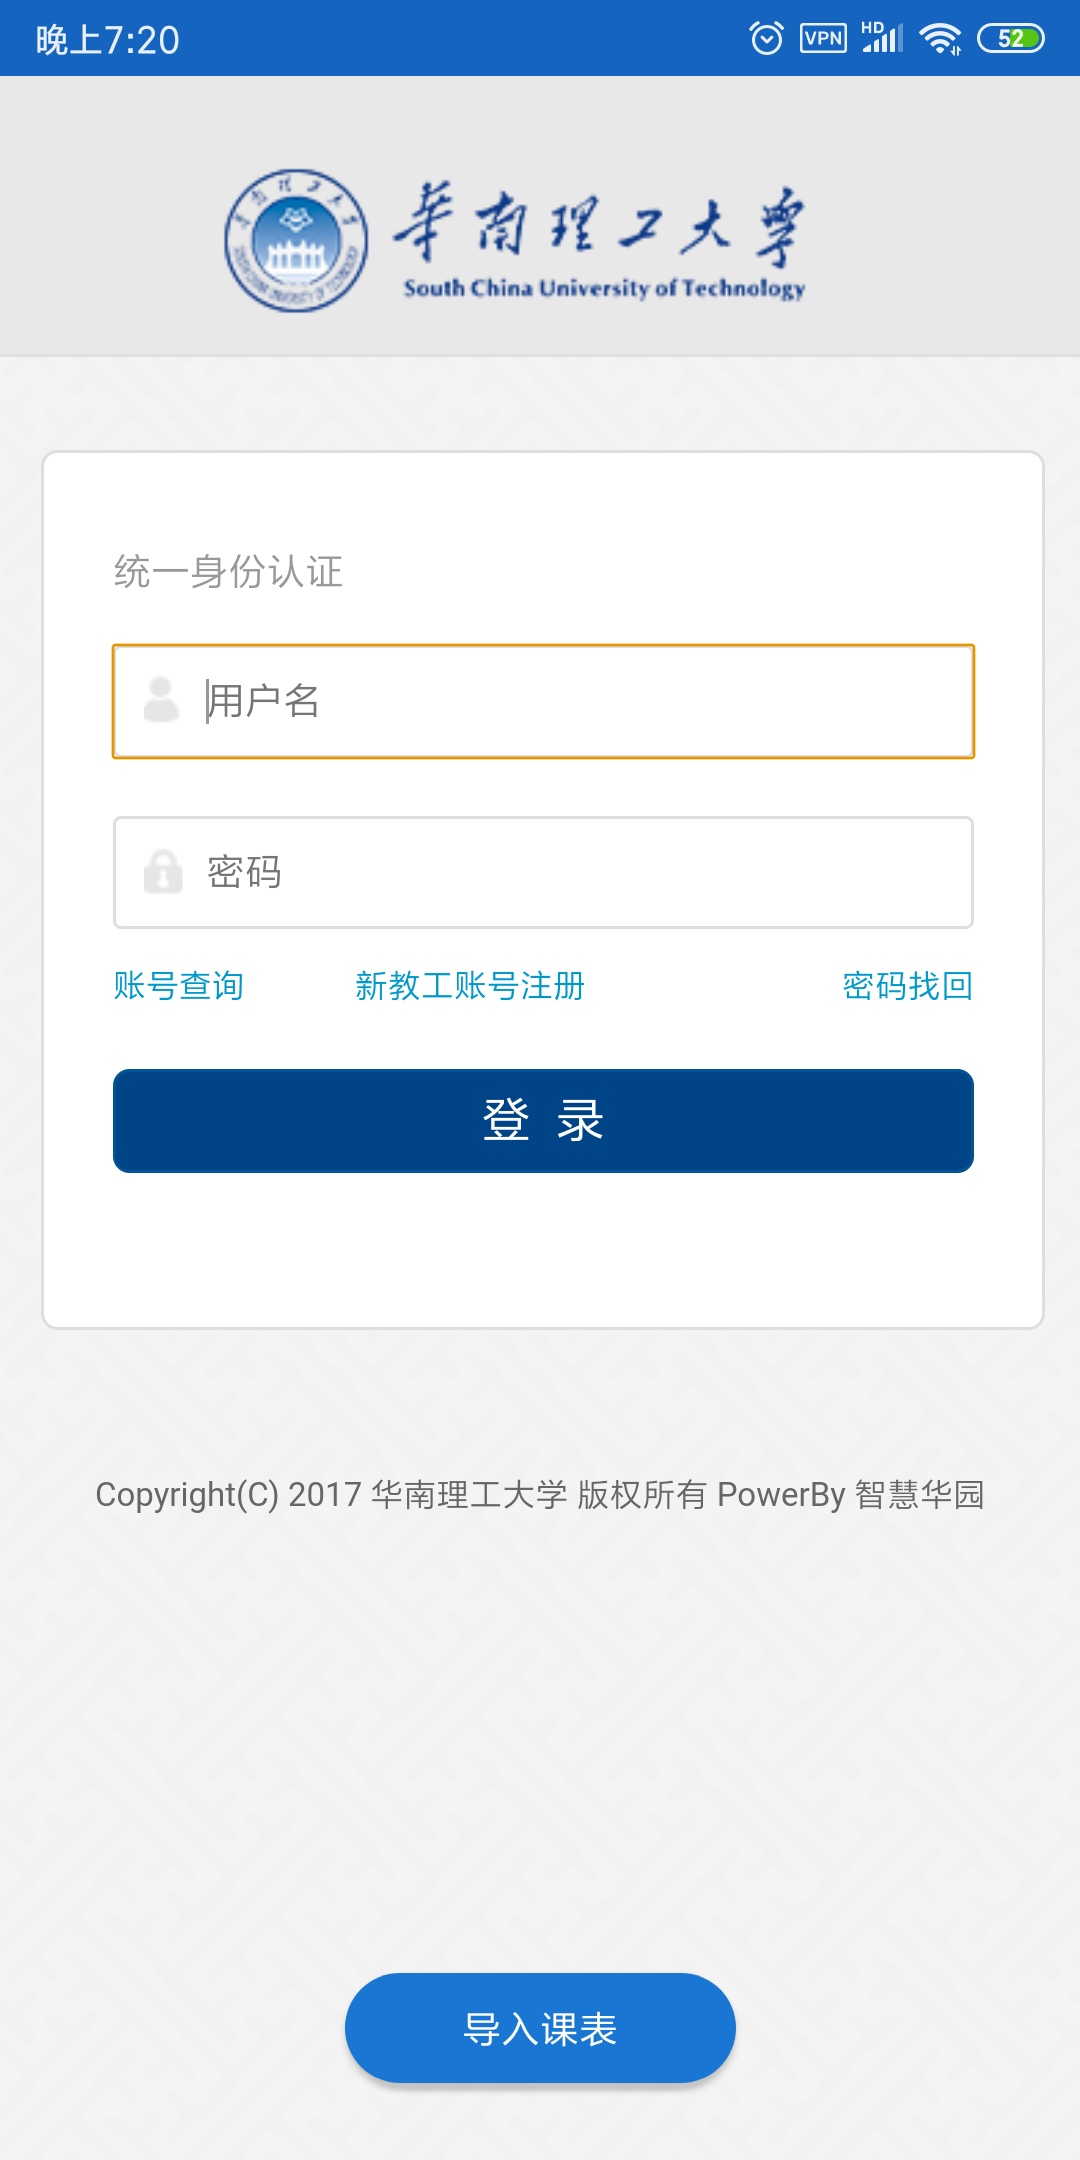 晚上7:20
VPN
HD
52
華南理工大学
South China University of Technology
统一身份认证
用户名
密码
账号查询 新教工账号注册 密码找回
登 录
Copyright(C) 2017 华南理工大学 版权所有 PowerBy 智慧华园
导入课表